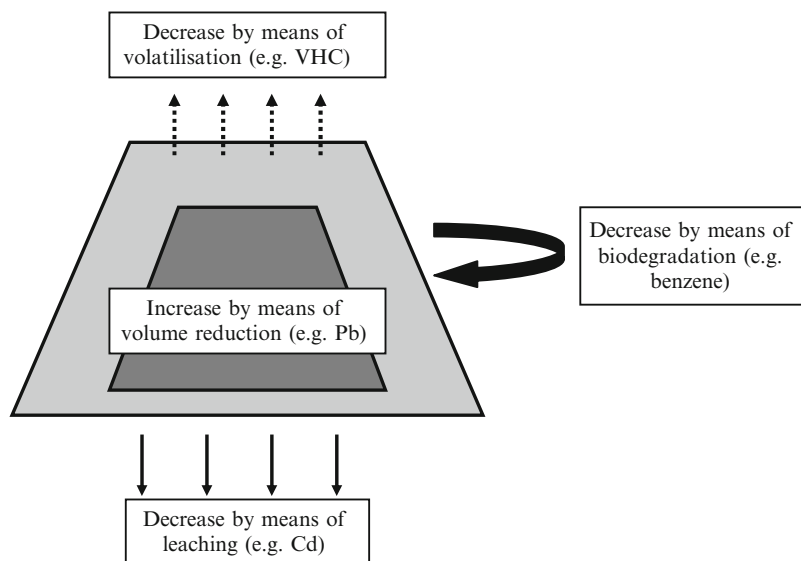 Decrease by means of
volatilisation (e.g. VHC)
Decrease by means of
biodegradation (e.g.
benzene)
Increase by means of
volume reduction (e.g. Pb)
Decrease by means of
leaching (e.g. Cd)